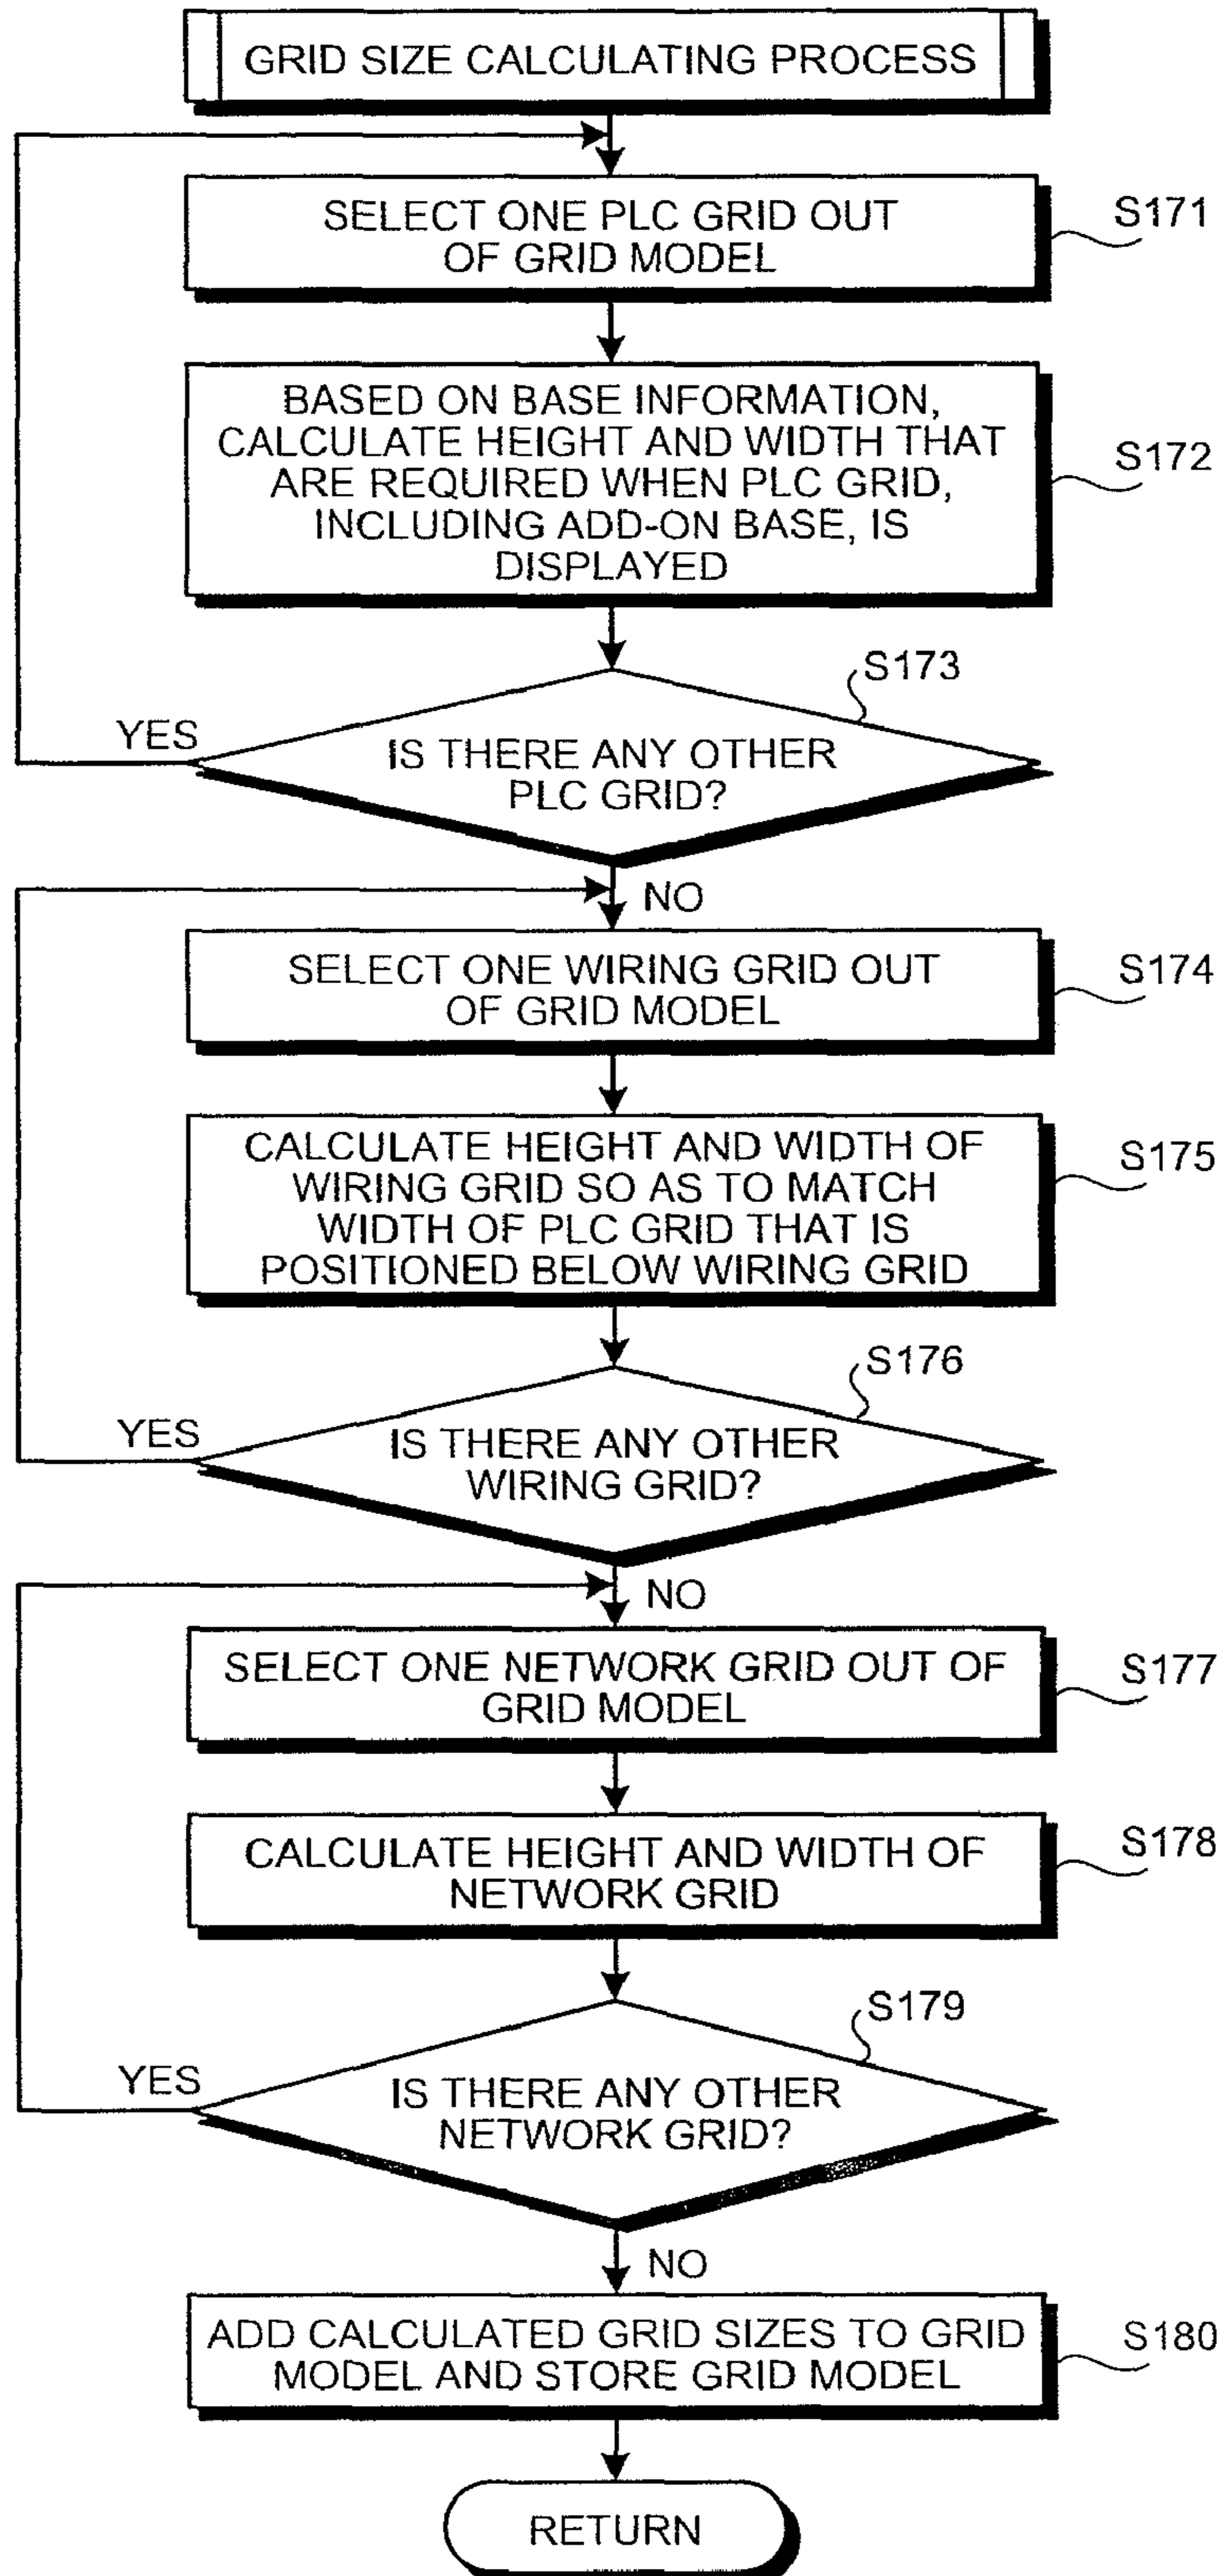 GRID SIZE CALCULATING PROCESS
SELECT ONE PLC GRID OUT
OF GRID MODEL
S171
BASED ON BASE INFORMATION,
CALCULATE HEIGHT AND WIDTH THAT
ARE REQUIRED WHEN PLC GRID,
INCLUDING ADD-ON BASE, IS
DISPLAYED
S172
S173
YES
IS THERE ANY OTHER
PLC GRID?
NO
SELECT ONE WIRING GRID OUT
OF GRID MODEL
S174
CALCULATE HEIGHT AND WIDTH OF
WIRING GRID SO AS TO MATCH
WIDTH OF PLC GRID THAT IS
POSITIONED BELOW WIRING GRID
S175
S176
YES
IS THERE ANY OTHER
WIRING GRID?
NO
SELECT ONE NETWORK GRID OUT OF
GRID MODEL
S177
CALCULATE HEIGHT AND WIDTH OF
NETWORK GRID
S178
S179
YES
IS THERE ANY OTHER
NETWORK GRID?
NO
ADD CALCULATED GRID SIZES TO GRID
MODEL AND STORE GRID MODEL
S180
RETURN